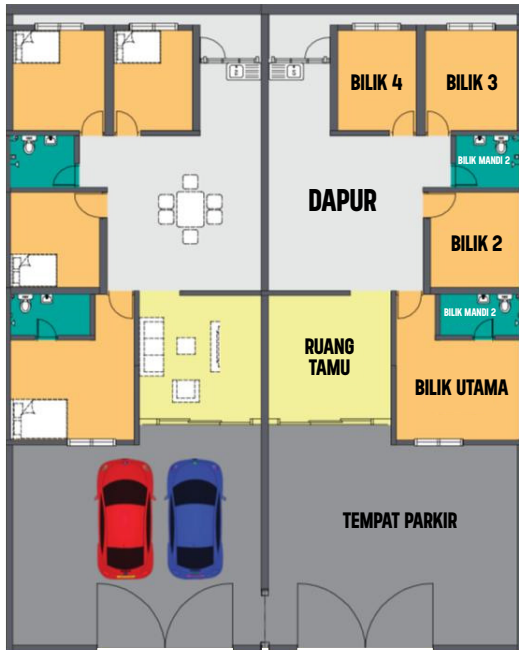 BILIK 4
BILIK 3
BILIK MANDI 2
DAPUR
BILIK 2
BILIK MANDI 2
RUANG
TAMU
BILIK UTAMA
TEMPAT PARKIR